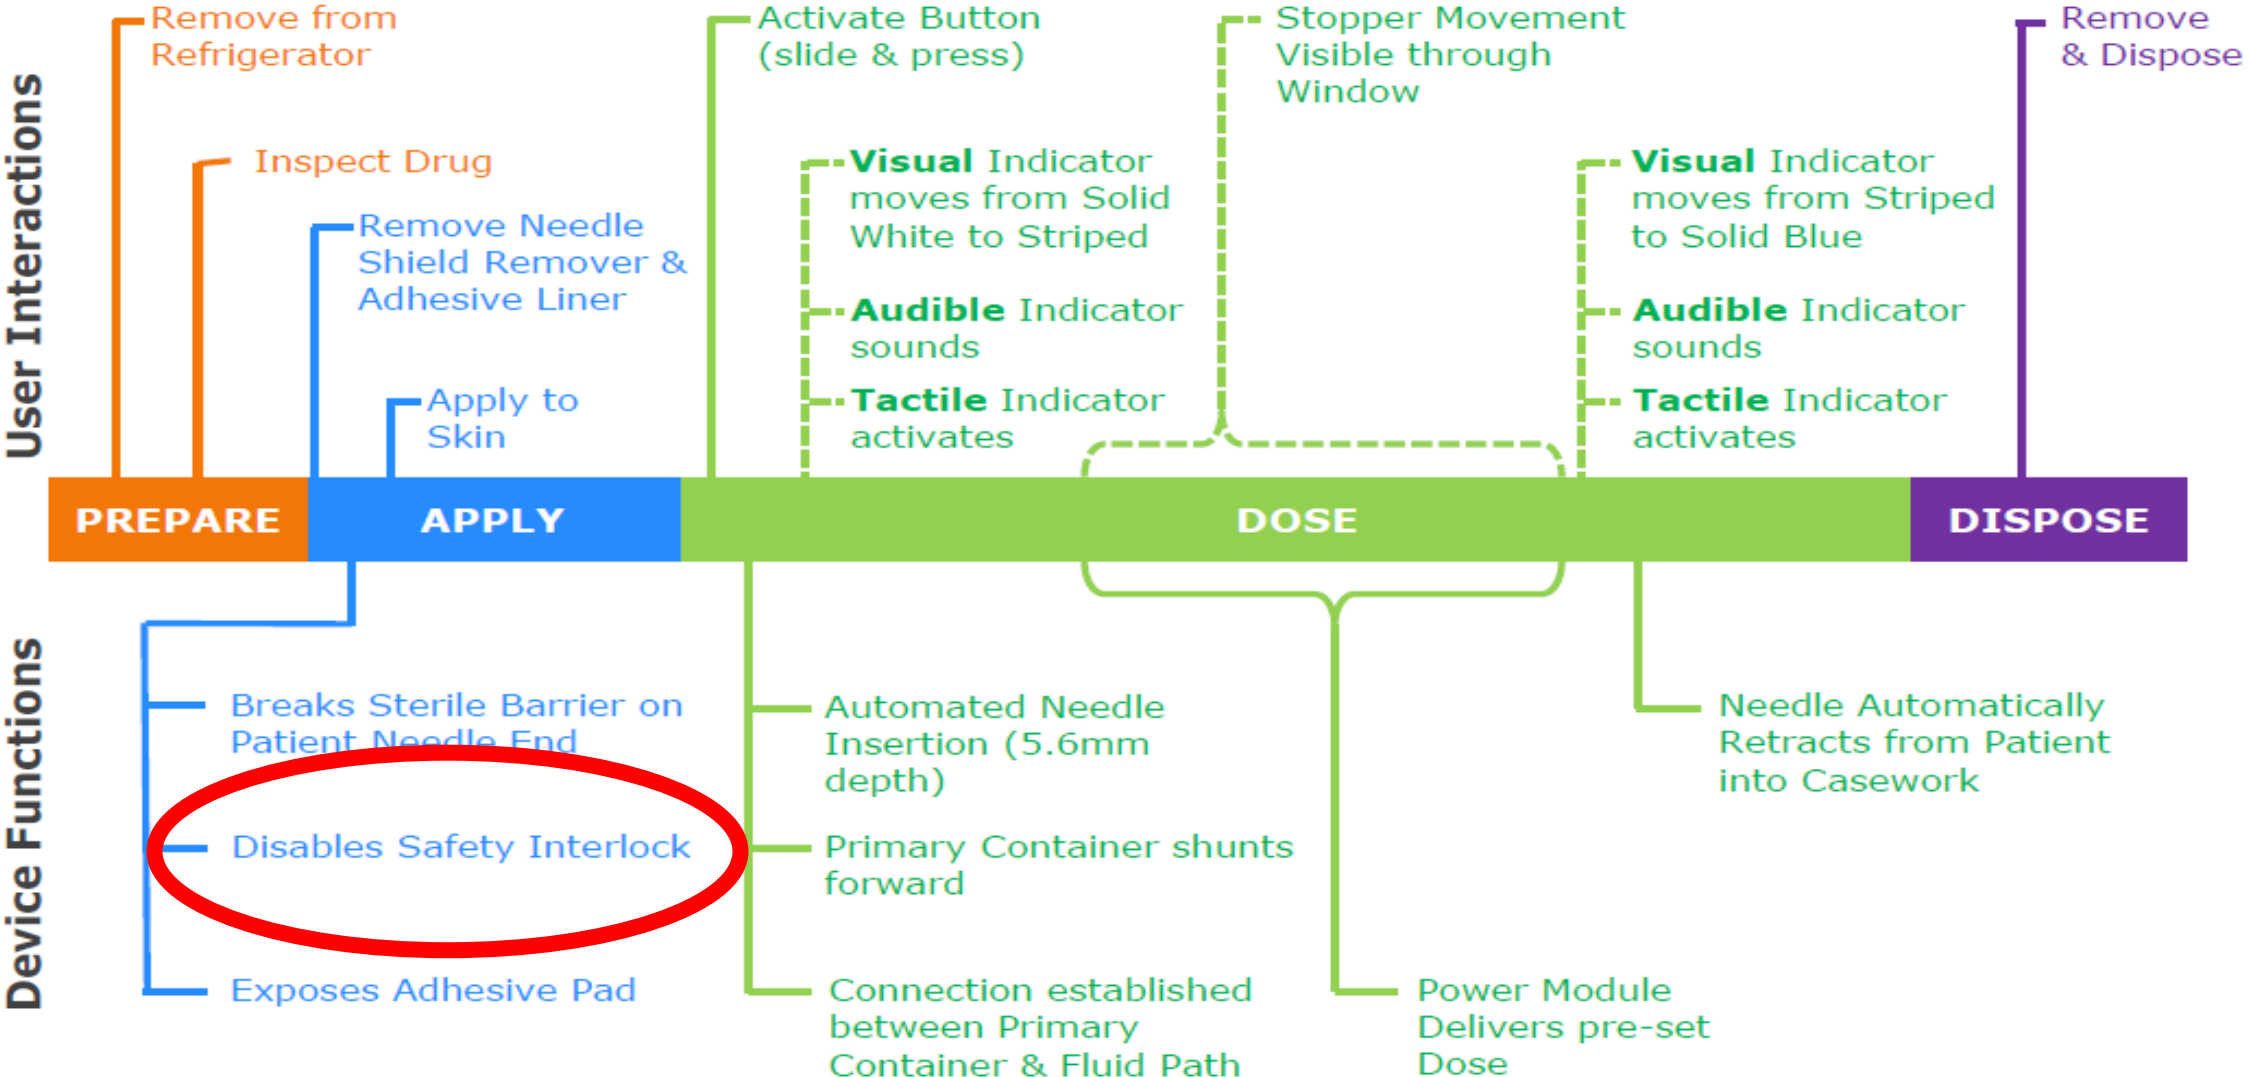 User Interactions
Remove from
Refrigerator
Inspect Drug
Remove Needle
Shield Remover &
Adhesive Liner
Apply to
Skin
Activate Button
(slide & press)
Visual Indicator
moves from Solid
White to Striped
Audible Indicator
sounds
Tactile Indicator
activates
Stopper Movement
Visible through
Window
Visual Indicator
moves from Striped
to Solid Blue
Audible Indicator
sounds
Tactile Indicator
activates
Remove
& Dispose
PREPARE
APPLY
DOSE
DISPOSE
Device Functions
Breaks Sterile Barrier on
Patient Needle End
Disables Safety Interlock
Exposes Adhesive Pad
Automated Needle
Insertion (5.6mm
depth)
Primary Container shunts
forward
Connection established
between Primary
Container & Fluid Path
Power Module
Delivers pre-set
Dose
Needle Automatically
Retracts from Patient
into Casework